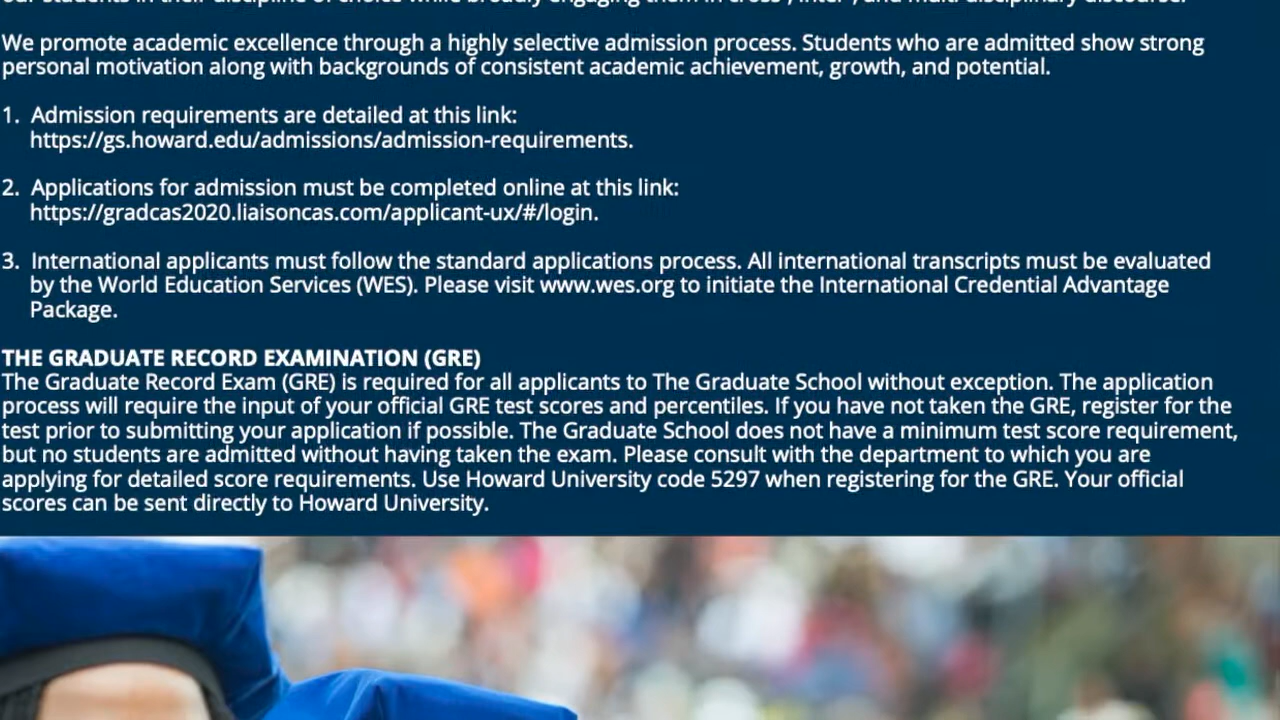 We promote academic excellence through a highly selective admission process. Students who are admitted show strong
personal motivation along with backgrounds of consistent academic achievement, growth, and potential.
1. Admission requirements are detailed at this link:
https://gs.howard.edu/admissions/admission-requirements.
2. Applications for admission must be completed online at this link:
https://gradcas2020.liaisoncas.com/applicant-ux/#/login.
3. International applicants must follow the standard applications process. All international transcripts must be evaluated
by the World Education Services (WES). Please visit www.wes.org to initiate the International Credential Advantage
Package.
THE GRADUATE RECORD EXAMINATION (GRE)
The Graduate Record Exam (GRE) is required for all applicants to The Graduate School without exception. The application
process will require the input of your official GRE test scores and percentiles. If you have not taken the GRE, register for the
test prior to submitting your application if possible. The Graduate School does not have a minimum test score requirement,
but no students are admitted without having taken the exam. Please consult with the department to which you are
applying for detailed score requirements. Use Howard University code 5297 when registering for the GRE. Your official
scores can be sent directly to Howard University.